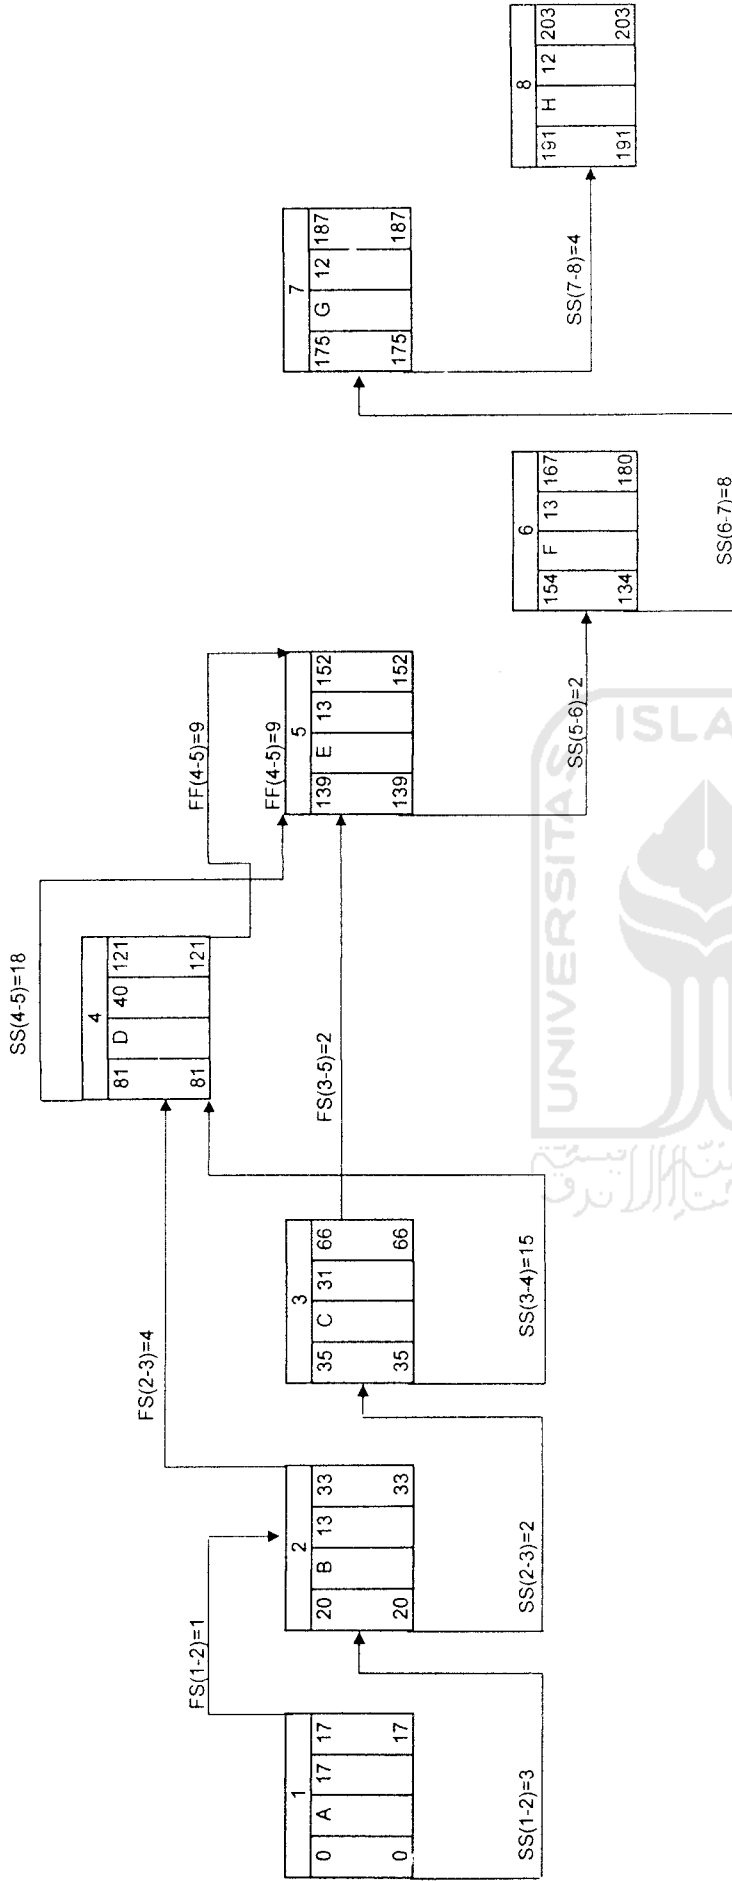 1
0 A 17 17
0 17
SS(1-2)=3
FS(1-2)=1
2
20 B 13 33
20 33
SS(2-3)=2
FS(2-3)=4
3
35 C 31 66
35 66
SS(3-4)=15
FS(3-5)=2
4
81 D 40 121
81 121
SS(4-5)=18
FF(4-5)=9
FF(4-5)=9
5
139 E 13 152
139 152
SS(5-6)=2
6
154 F 13 167
134 180
SS(6-7)=8
7
175 G 12 187
175 187
SS(7-8)=4
8
191 H 12 203
191 203
UNIVERSITAS
ISLA